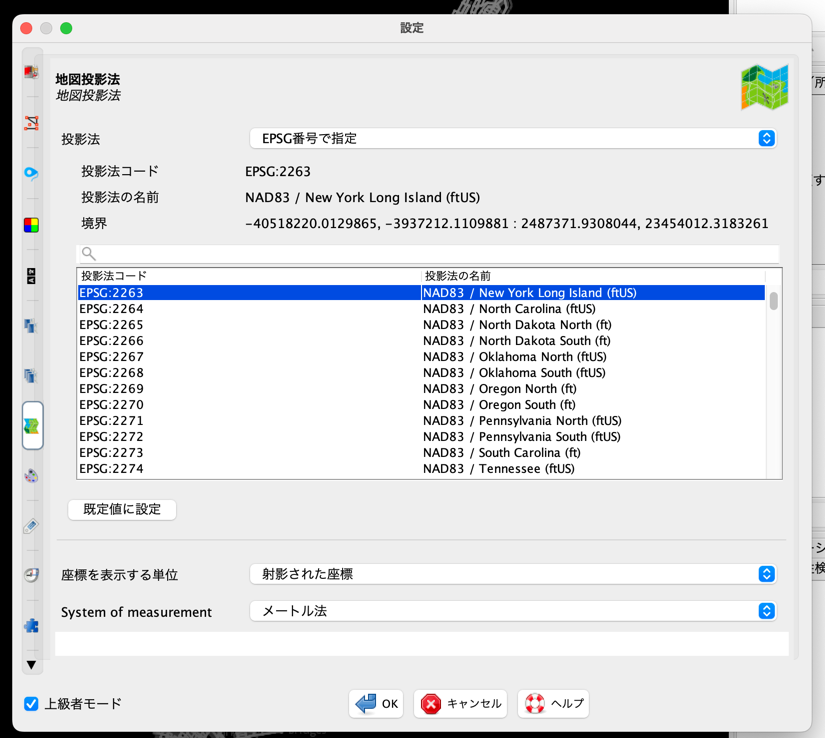 設定
地図投影法
地図投影法
投影法 EPSG番号で指定
投影法コード EPSG:2263
投影法の名前 NAD83 / New York Long Island (ftUS)
境界 -40518220.0129865, -3937212.1109881 : 2487371.9308044, 23454012.3183261
投影法コード 投影法の名前
EPSG:2263 NAD83 / New York Long Island (ftUS)
EPSG:2264 NAD83 / North Carolina (ftUS)
EPSG:2265 NAD83 / North Dakota North (ft)
EPSG:2266 NAD83 / North Dakota South (ft)
EPSG:2267 NAD83 / Oklahoma North (ftUS)
EPSG:2268 NAD83 / Oklahoma South (ftUS)
EPSG:2269 NAD83 / Oregon North (ft)
EPSG:2270 NAD83 / Oregon South (ft)
EPSG:2271 NAD83 / Pennsylvania North (ftUS)
EPSG:2272 NAD83 / Pennsylvania South (ftUS)
EPSG:2273 NAD83 / South Carolina (ft)
EPSG:2274 NAD83 / Tennessee (ftUS)
既定値に設定
座標を表示する単位 射影された座標
System of measurement メートル法
上級者モード OK キャンセル ヘルプ